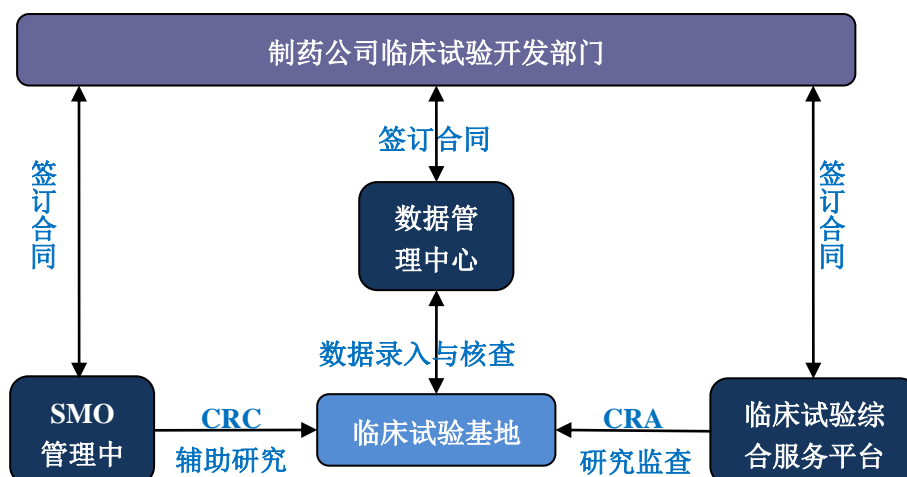 制药公司临床试验开发部门
签订合同
签订合同
签订合同
数据管
理中心
数据录入与核查
SMO
管理中
CRC
辅助研究
临床试验基地
CRA
研究监查
临床试验综
合服务平台